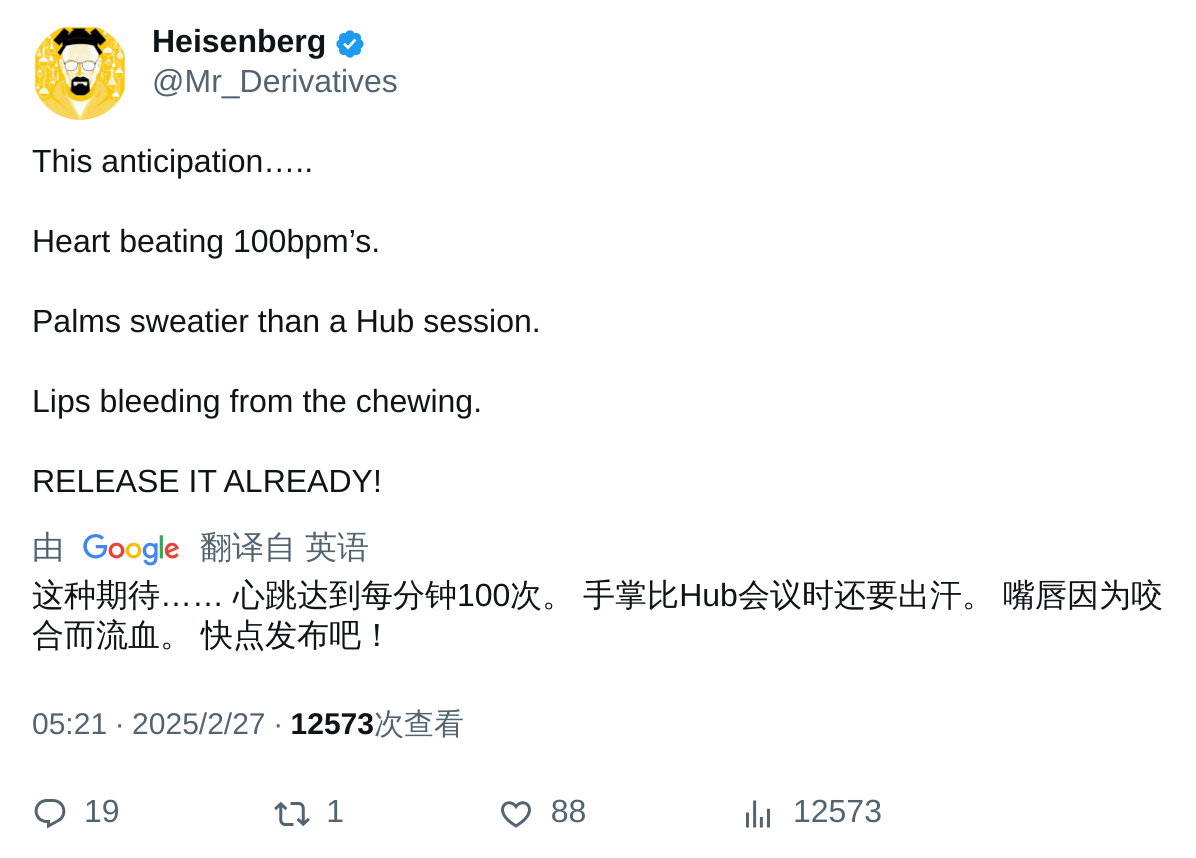 Heisenberg
@Mr_Derivatives
This anticipation…..
Heart beating 100bpm’s.
Palms sweatier than a Hub session.
Lips bleeding from the chewing.
RELEASE IT ALREADY!
由 Google 翻译自 英语
这种期待…… 心跳达到每分钟100次。 手掌比Hub会议时还要出汗。 嘴唇因为咬
合而流血。 快点发布吧！
05:21 · 2025/2/27 · 12573次查看
19 1 88 12573